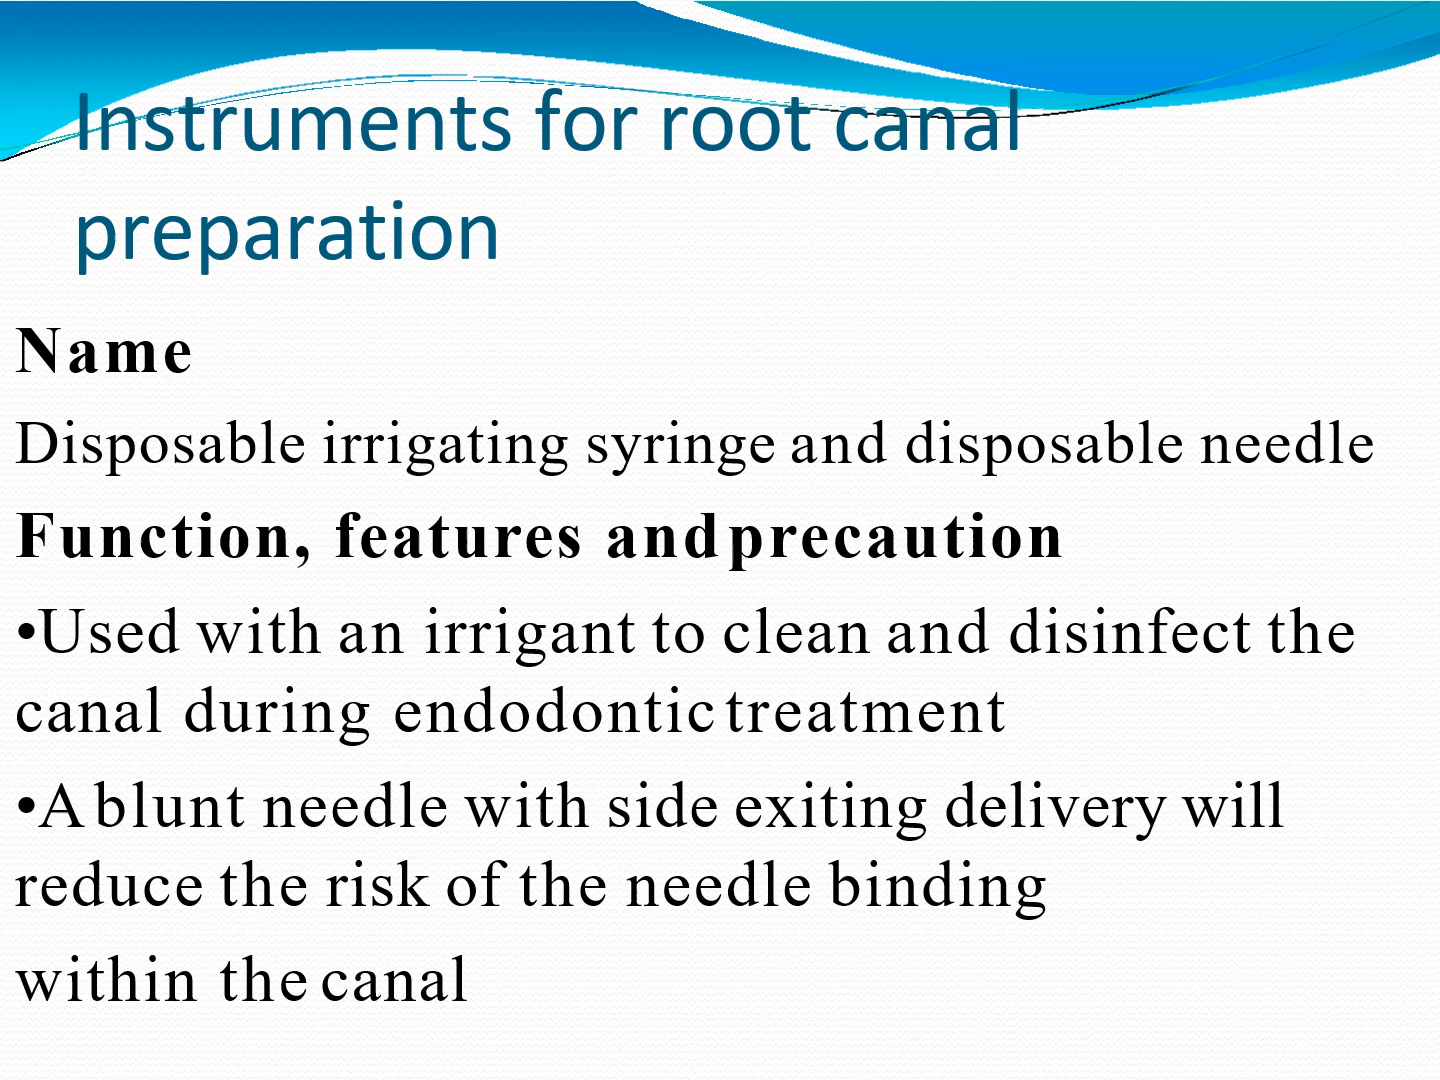 Instruments for root canal
preparation
Name
Disposable irrigating syringe and disposable needle
Function, features and precaution
•Used with an irrigant to clean and disinfect the
canal during endodontic treatment
•A blunt needle with side exiting delivery will
reduce the risk of the needle binding
within the canal